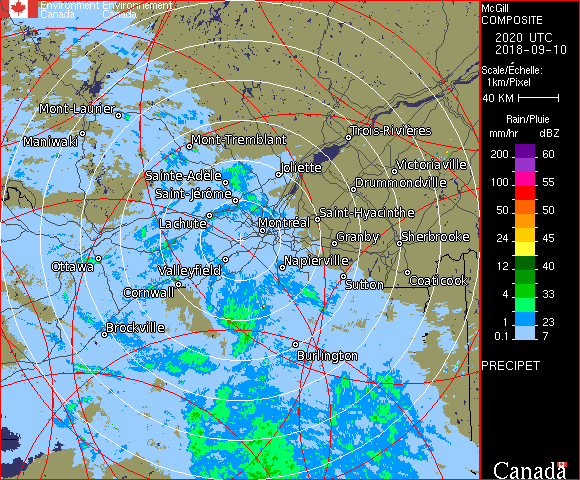 Environment Environnement
Canada Canada
Mont-Laurier
Maniwaki
Mont-Tremblant
Trois-Rivières
Sainte-Adèle
Joliette
Victoriaville
Saint-Jérôme
Drummondville
Lachute
Montréal
Saint-Hyacinthe
Granby
Sherbrooke
Ottawa
Valleyfield
Napierville
Cornwall
Sutton
Coaticook
Brockville
Burlington
McGill
COMPOSITE
2020 UTC
2018-09-10
Scale/Échelle:
1km/Pixel
40 KM
Rain/Pluie
mm/hr dBZ
200 60
100 55
50 50
24 45
12 40
4 33
2 30
1 23
0.1 7
PRECIPET
Canada